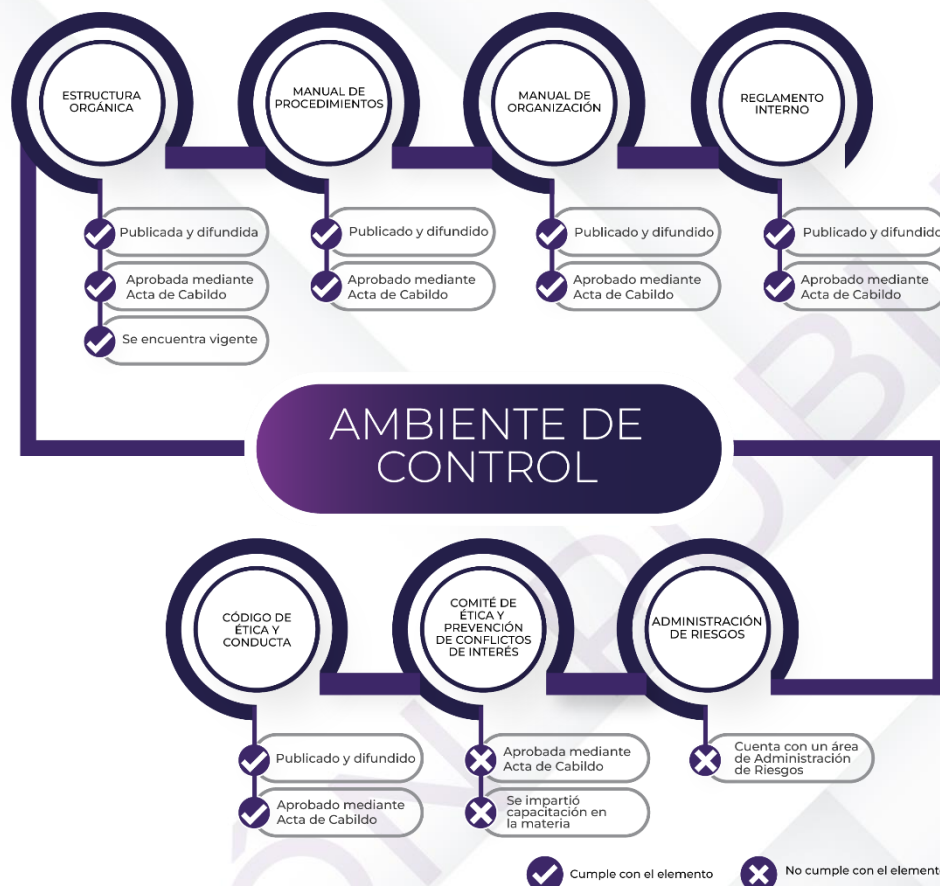 ESTRUCTURA
ORGÁNICA
MANUAL DE
PROCEDIMIENTOS
MANUAL DE
ORGANIZACIÓN
REGLAMENTO
INTERNO
Publicada y difundida
Aprobada mediante
Acta de Cabildo
Se encuentra vigente
Publicado y difundido
Aprobado mediante
Acta de Cabildo
Publicado y difundido
Aprobado mediante
Acta de Cabildo
Publicado y difundido
Aprobado mediante
Acta de Cabildo
AMBIENTE DE
CONTROL
CÓDIGO DE
ÉTICA Y
CONDUCTA
COMITÉ DE
ÉTICA Y
PREVENCIÓN
DE CONFLICTOS
DE INTERÉS
ADMINISTRACIÓN
DE RIESGOS
Publicado y difundido
Aprobado mediante
Acta de Cabildo
Aprobada mediante
Acta de Cabildo
Se impartió
capacitación en
la materia
Cuenta con un área
de Administración
de Riesgos
Cumple con el elemento
No cumple con el element